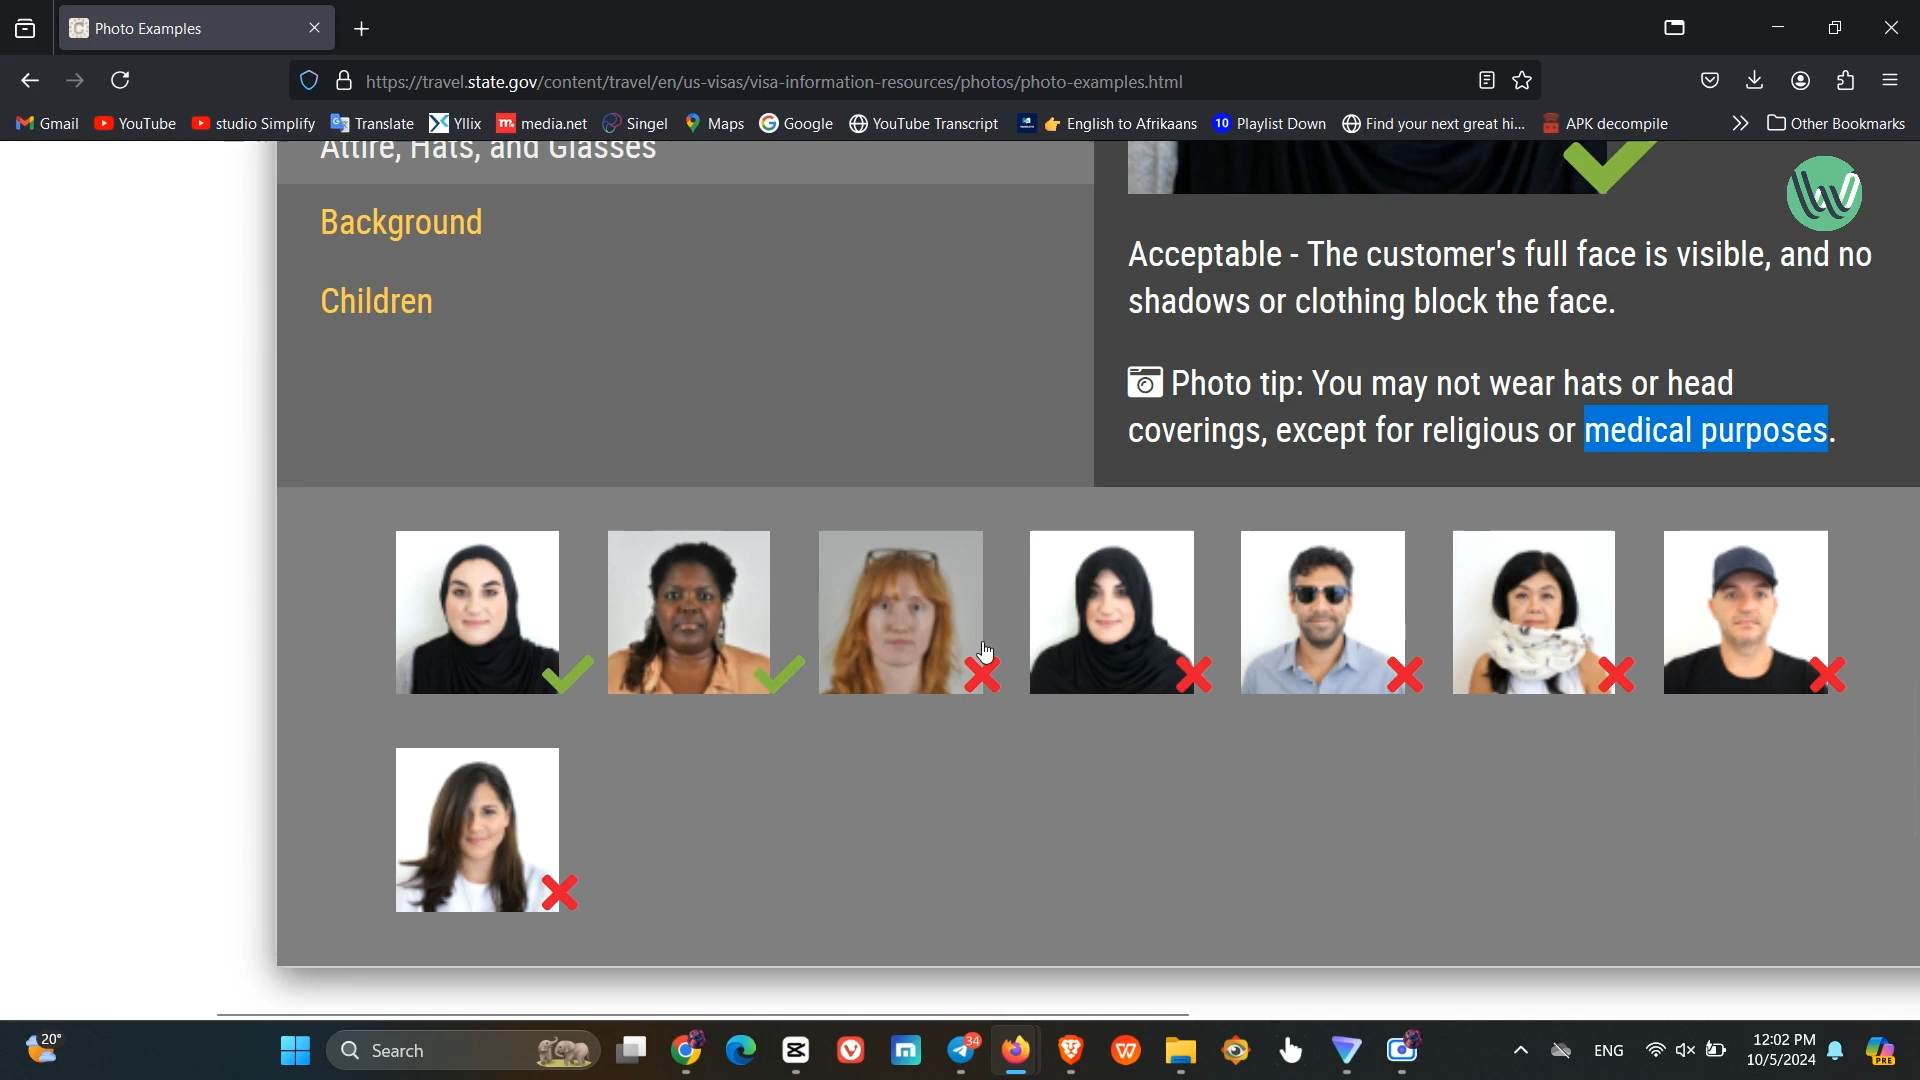 Photo Examples
https://travel.state.gov/content/travel/en/us-visas/visa-information-resources/photos/photo-examples.html
Gmail
YouTube
studio Simplify
Translate
Yllix
m. media.net
Singel
Maps
Google
YouTube Transcript
English to Afrikaans
10 Playlist Down
Find your next great hi...
APK decompile
Other Bookmarks
Attire, Hats, and Glasses
Background
Children
Acceptable - The customer's full face is visible, and no
shadows or clothing block the face.
Photo tip: You may not wear hats or head
coverings, except for religious or medical purposes.
20°
Search
34
ENG
12:02 PM
10/5/2024
PRE